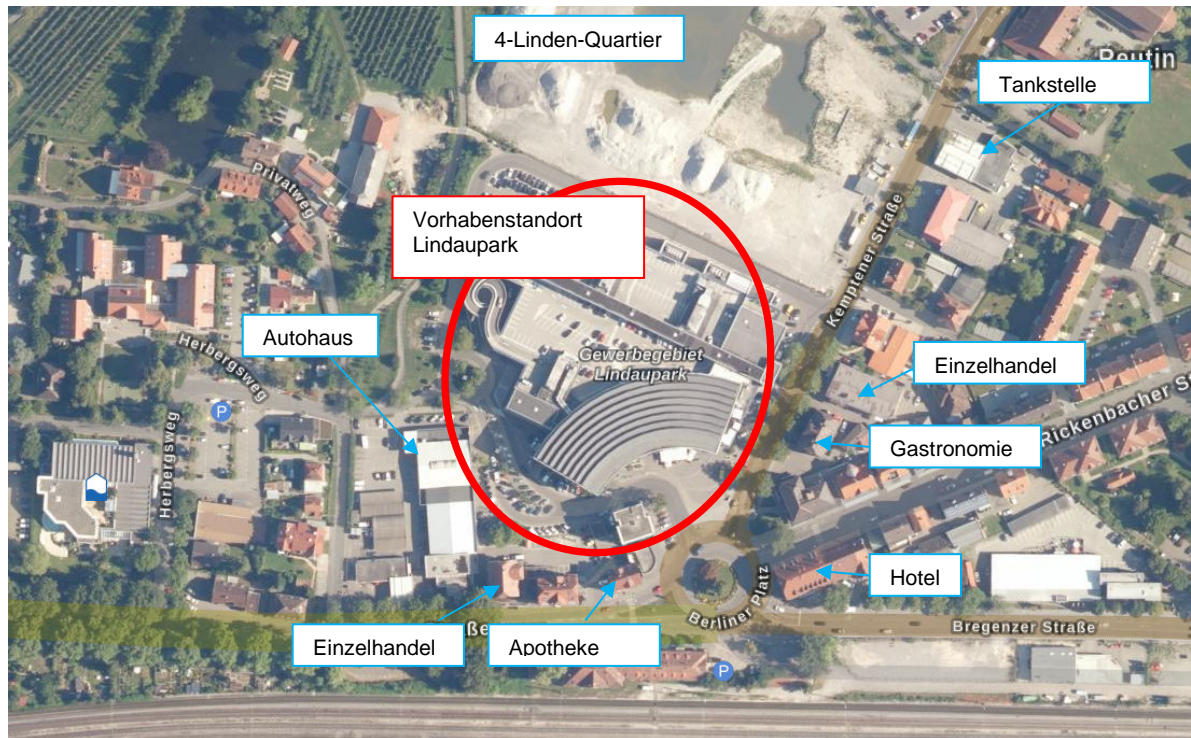 4-Linden-Quartier
Reutin
Tankstelle
Privatweg
Vorhabenstandort
Lindaupark
Kemptener Straße
Autohaus
Herbergsweg
Gewerbegebiet
Lindaupark
Einzelhandel
P
Rickenbacher St
Herbergsweg
Gastronomie
Hotel
Berliner Platz
Einzelhandel
ße
Apotheke
Bregenzer Straße
P